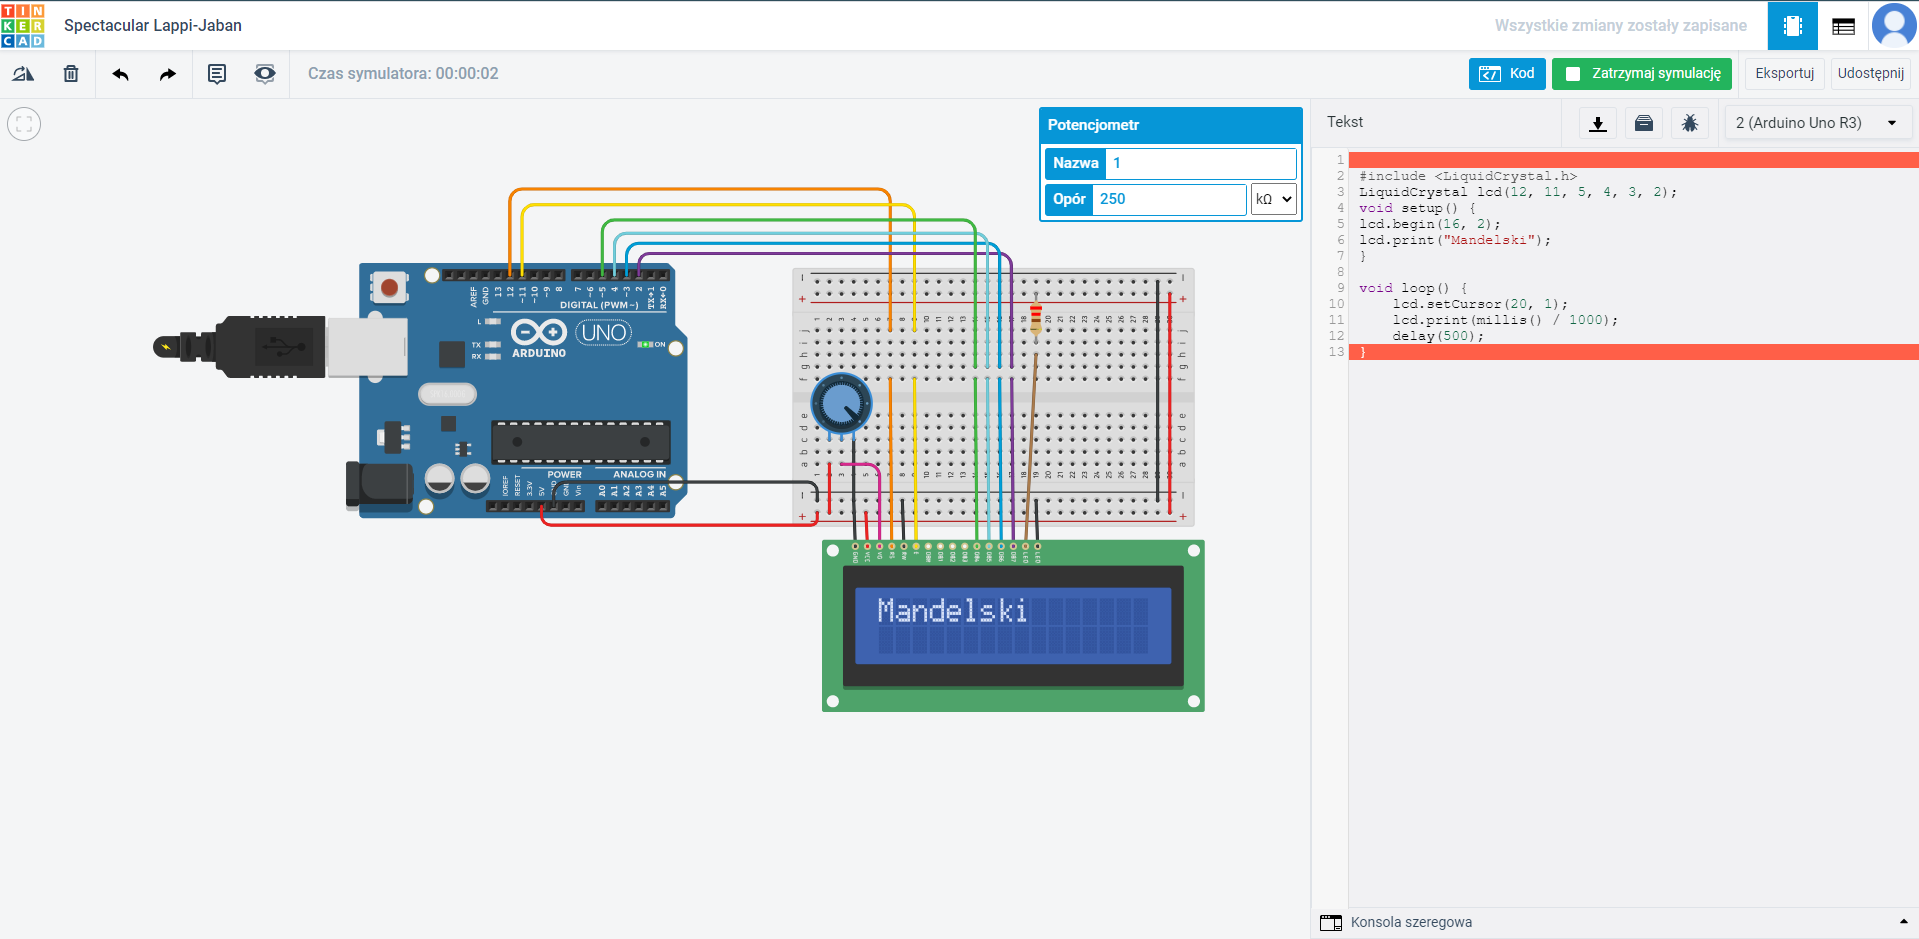 TIN
KER
CAD
Spectacular Lappi-Jaban
Wszystkie zmiany zostały zapisane
Czas symulatora: 00:00:02
Kod
Zatrzymaj symulację
Eksportuj
Udostępnij
Potencjometr
Nazwa 1
Opór 250 kΩ
Tekst
2 (Arduino Uno R3)
1
2 #include <LiquidCrystal.h>
3 LiquidCrystal lcd(12, 11, 5, 4, 3, 2);
4 void setup() {
5 lcd.begin(16, 2);
6 lcd.print("Mandelski");
7 }
8
9 void loop() {
10 lcd.setCursor(20, 1);
11 lcd.print(millis() / 1000);
12 delay(500);
13 }
AREF GND 13 12 ~11 ~10 ~9 8 7 ~6 ~5 4 ~3 2 TX→1 RX←0
DIGITAL (PWM~)
L
TX
RX
UNO
ON
ARDUINO
POWER
ANALOG IN
IOREF RESET 3.3V 5V GND Vin A0 A1 A2 A3 A4 A5
Mandelski
Konsola szeregowa